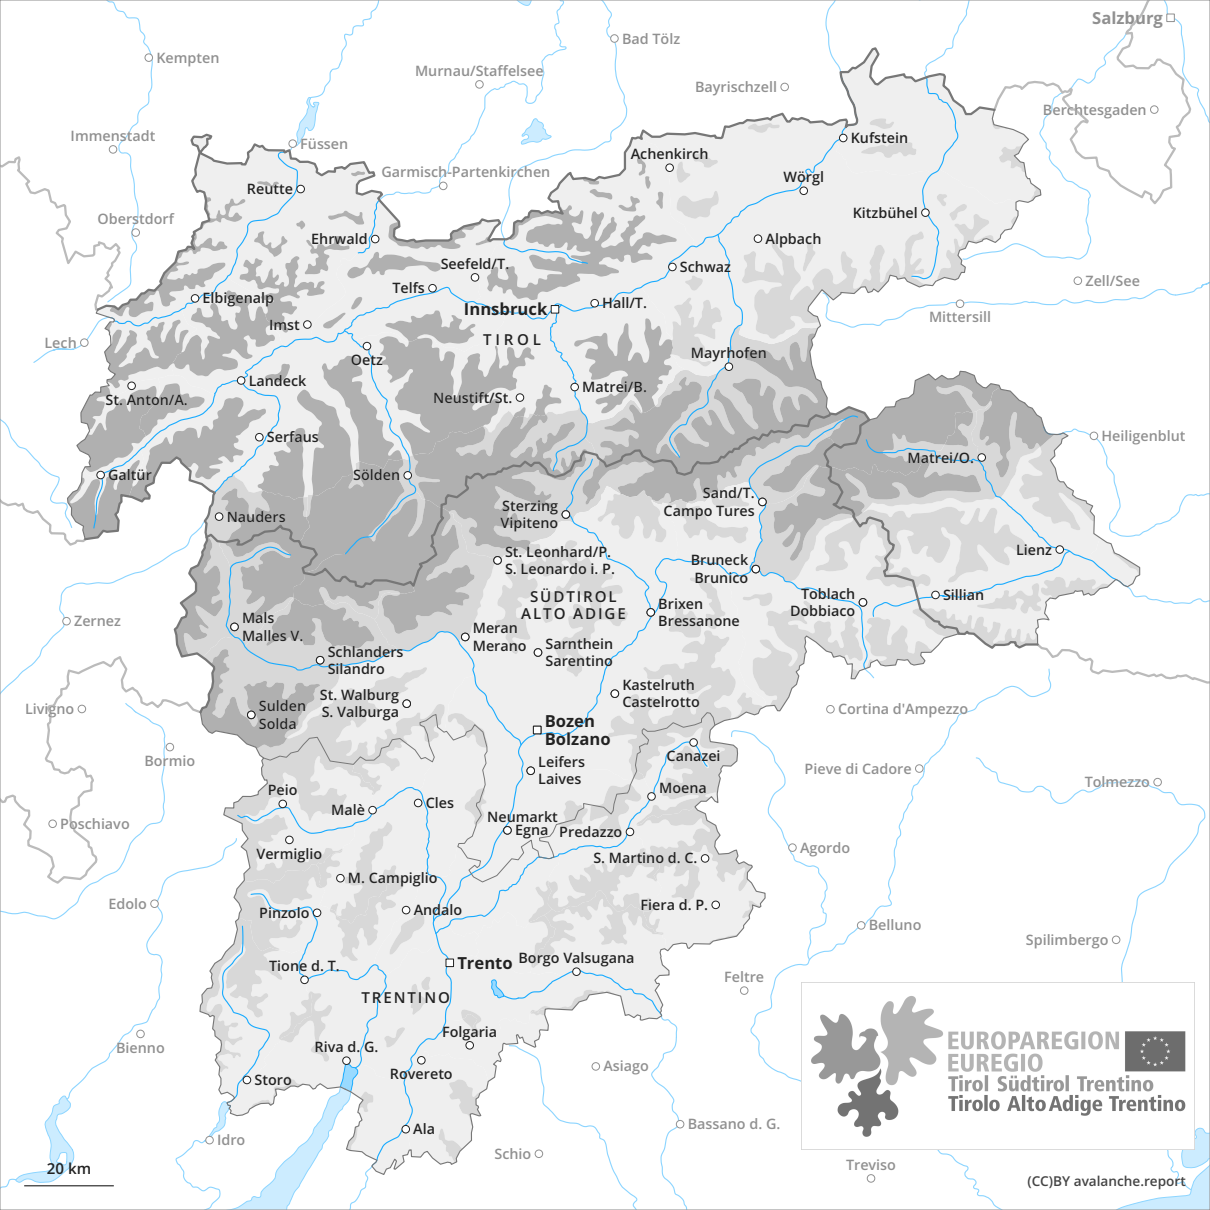 Salzburg
Bad Tölz
Kempten
Murnau/Staffelsee
Bayrischzell
Berchtesgaden
Immenstadt
Kufstein
Füssen
Achenkirch
Garmisch-Partenkirchen
Wörgl
Reutte
Kitzbühel
Oberstdorf
Ehrwald
Alpbach
Seefeld/T.
Schwaz
Zell/See
Telfs
Elbigenalp
Hall/T.
Innsbruck
Mittersill
Imst
TIROL
Lech
Mayrhofen
Oetz
Landeck
Matrei/B.
St. Anton/A.
Neustift/St.
Serfaus
Heiligenblut
Matrei/O.
Galtür
Sölden
Sand/T.
Campo Tures
Sterzing
Vipiteno
Nauders
Lienz
St. Leonhard/P.
S. Leonardo i. P.
Bruneck
Brunico
SÜDTIROL
ALTO ADIGE
Toblach
Dobbiaco
Sillian
Brixen
Bressanone
Zernez
Mals
Malles V.
Meran
Merano
Sarnthein
Sarentino
Schlanders
Silandro
Kastelruth
Castelrotto
St. Walburg
S. Valburga
Livigno
Sulden
Solda
Cortina d'Ampezzo
Bozen
Bolzano
Bormio
Canazei
Leifers
Laives
Pieve di Cadore
Tolmezzo
Peio
Moena
Malè
Cles
Neumarkt
Egna
Predazzo
Poschiavo
Vermiglio
Agordo
S. Martino d. C.
M. Campiglio
Edolo
Pinzolo
Andalo
Fiera d. P.
Belluno
Spilimbergo
Trento
Borgo Valsugana
Tione d. T.
Feltre
TRENTINO
Folgaria
Bienno
Riva d. G.
Rovereto
Asiago
Storo
EUROPAREGION
EUREGIO
Tirol Südtirol Trentino
Tirolo Alto Adige Trentino
Ala
Bassano d. G.
Idro
Schio
Treviso
20 km
(CC)BY avalanche.report